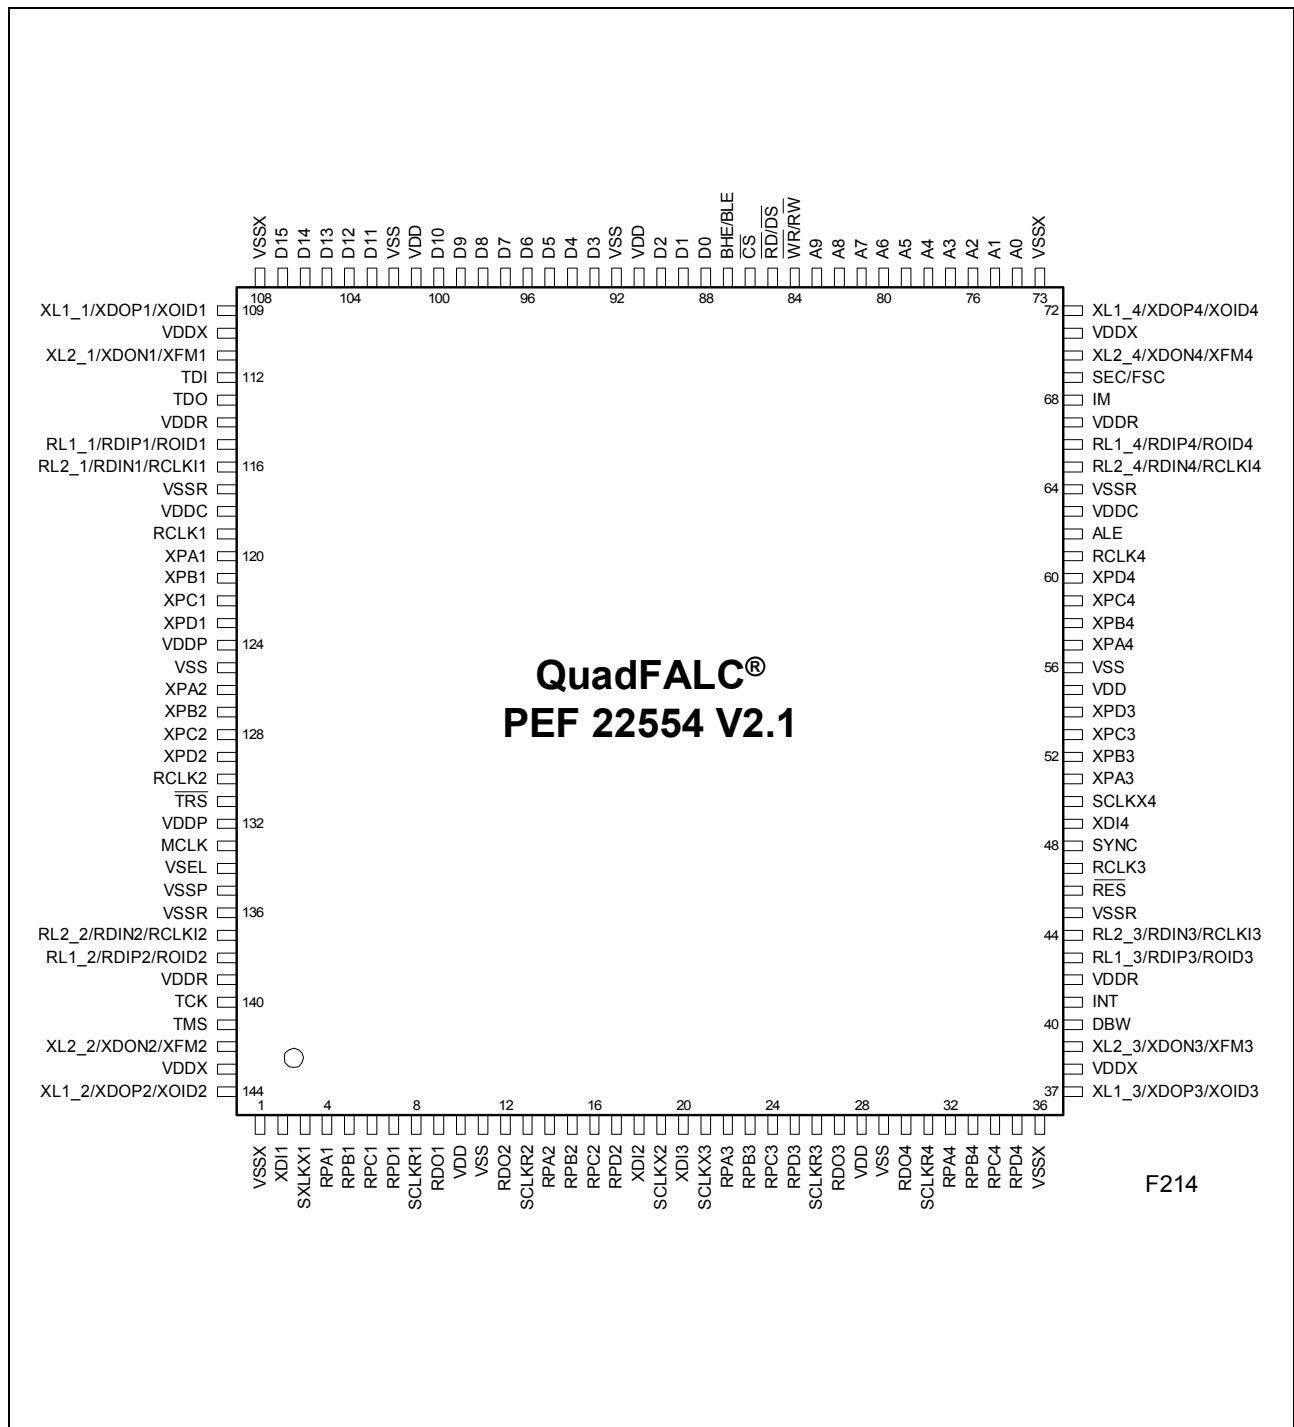 VSSX D15 D14 D13 D12 D11 VSS VDD D10 D9 D8 D7 D6 D5 D4 D3 VSS VDD D2 D1 D0 BHE/BLE CS RD/DS WR/RW A9 A8 A7 A6 A5 A4 A3 A2 A1 A0 VSSX
108 104 100 96 92 88 84 80 76 73
XL1_1/XDOP1/XOID1 109 72 XL1_4/XDOP4/XOID4
VDDX VDDX
XL2_1/XDON1/XFM1 XL2_4/XDON4/XFM4
TDI 112 SEC/FSC
TDO 68 IM
VDDR VDDR
RL1_1/RDIP1/ROID1 RL1_4/RDIP4/ROID4
RL2_1/RDIN1/RCLKI1 116 RL2_4/RDIN4/RCLKI4
VSSR 64 VSSR
VDDC VDDC
RCLK1 ALE
XPA1 120 RCLK4
XPB1 60 XPD4
XPC1 XPC4
XPD1 XPB4
VDDP 124 XPA4
VSS 56 VSS
XPA2 VDD
XPB2 XPD3
XPC2 128 XPC3
XPD2 52 XPB3
RCLK2 XPA3
TRS SCLKX4
VDDP 132 XDI4
MCLK 48 SYNC
VSEL RCLK3
VSSP RES
VSSR 136 VSSR
RL2_2/RDIN2/RCLKI2 44 RL2_3/RDIN3/RCLKI3
RL1_2/RDIP2/ROID2 RL1_3/RDIP3/ROID3
VDDR VDDR
TCK 140 INT
TMS 40 DBW
XL2_2/XDON2/XFM2 XL2_3/XDON3/XFM3
VDDX VDDX
XL1_2/XDOP2/XOID2 144 37 XL1_3/XDOP3/XOID3
QuadFALC®
PEF 22554 V2.1
1 4 8 12 16 20 24 28 32 36
VSSX XDI1 SXLKX1 RPA1 RPB1 RPC1 RPD1 SCLKR1 RDO1 VDD VSS RDO2 SCLKR2 RPA2 RPB2 RPC2 RPD2 XDI2 SCLKX2 XDI3 SCLKX3 RPA3 RPB3 RPC3 RPD3 SCLKR3 RDO3 VDD VSS RDO4 SCLKR4 RPA4 RPB4 RPC4 RPD4 VSSX
F214